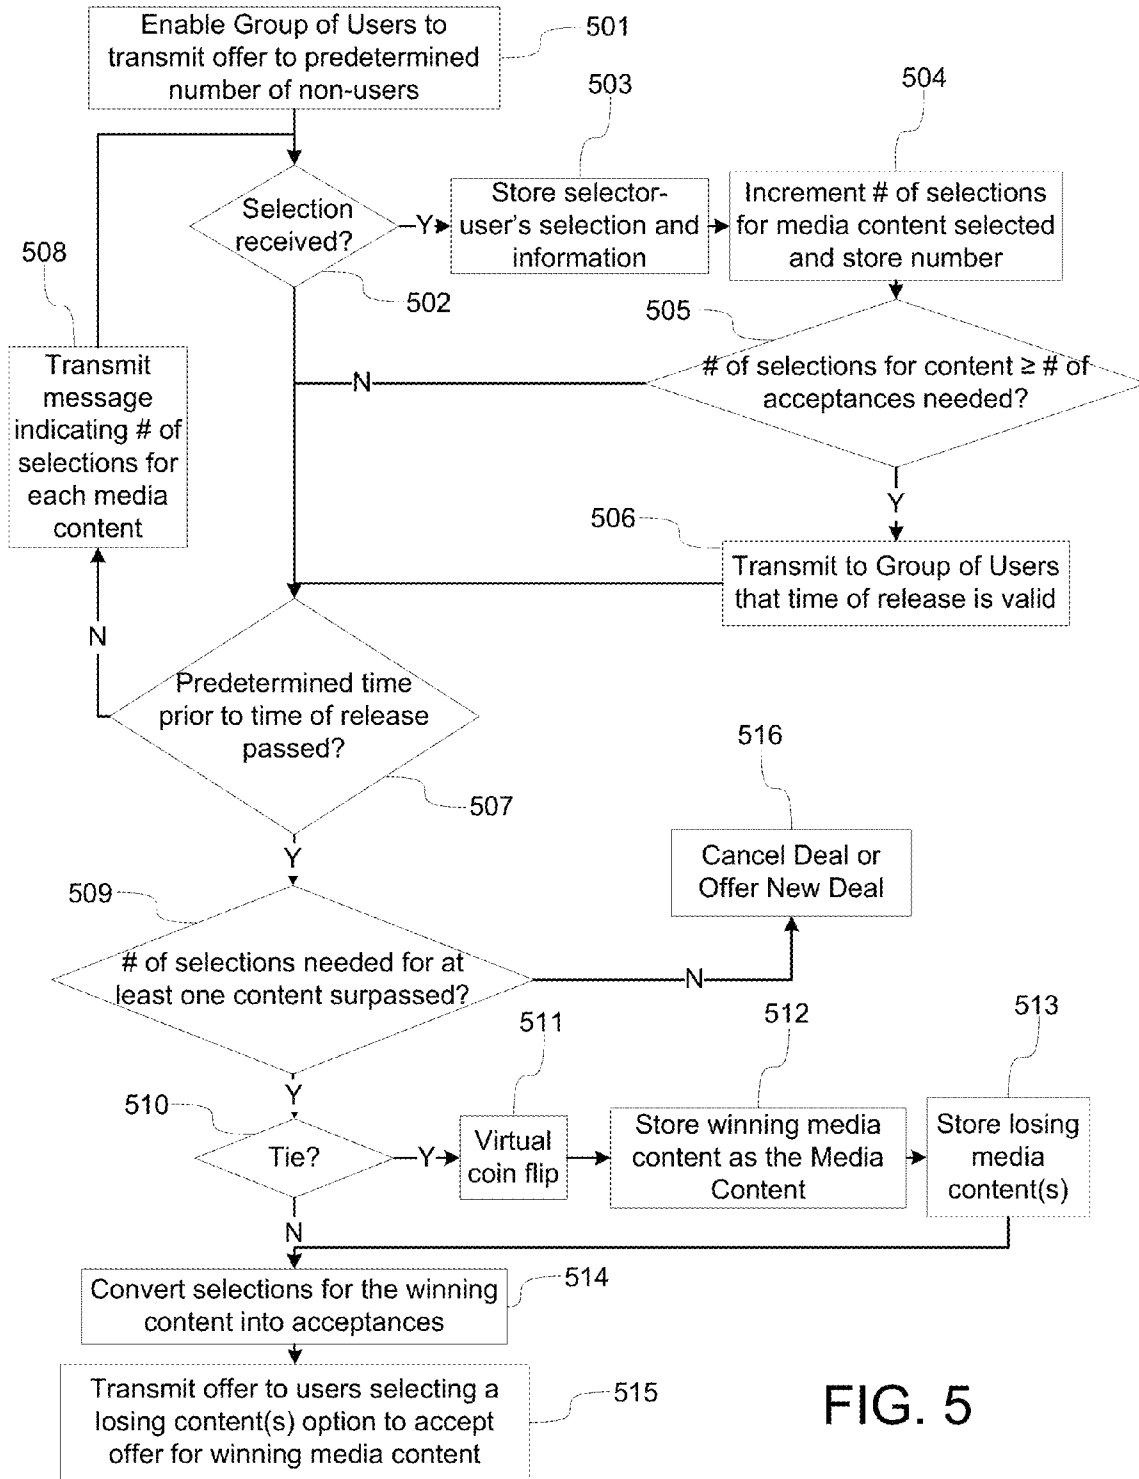 Enable Group of Users to
transmit offer to predetermined
number of non-users
501
503
504
Selection
received?
Y
Store selector-
user's selection and
information
Increment # of selections
for media content selected
and store number
508
502
505
Transmit
message
indicating # of
selections for
each media
content
N
# of selections for content ≥ # of
acceptances needed?
Y
506
Transmit to Group of Users
that time of release is valid
N
Predetermined time
prior to time of release
passed?
507
516
Y
Cancel Deal or
Offer New Deal
509
# of selections needed for at
least one content surpassed?
N
511
512
513
Y
510
Tie?
Y
Virtual
coin flip
Store winning media
content as the Media
Content
Store losing
media
content(s)
N
Convert selections for the winning
content into acceptances
514
Transmit offer to users selecting a
losing content(s) option to accept
offer for winning media content
515
FIG. 5